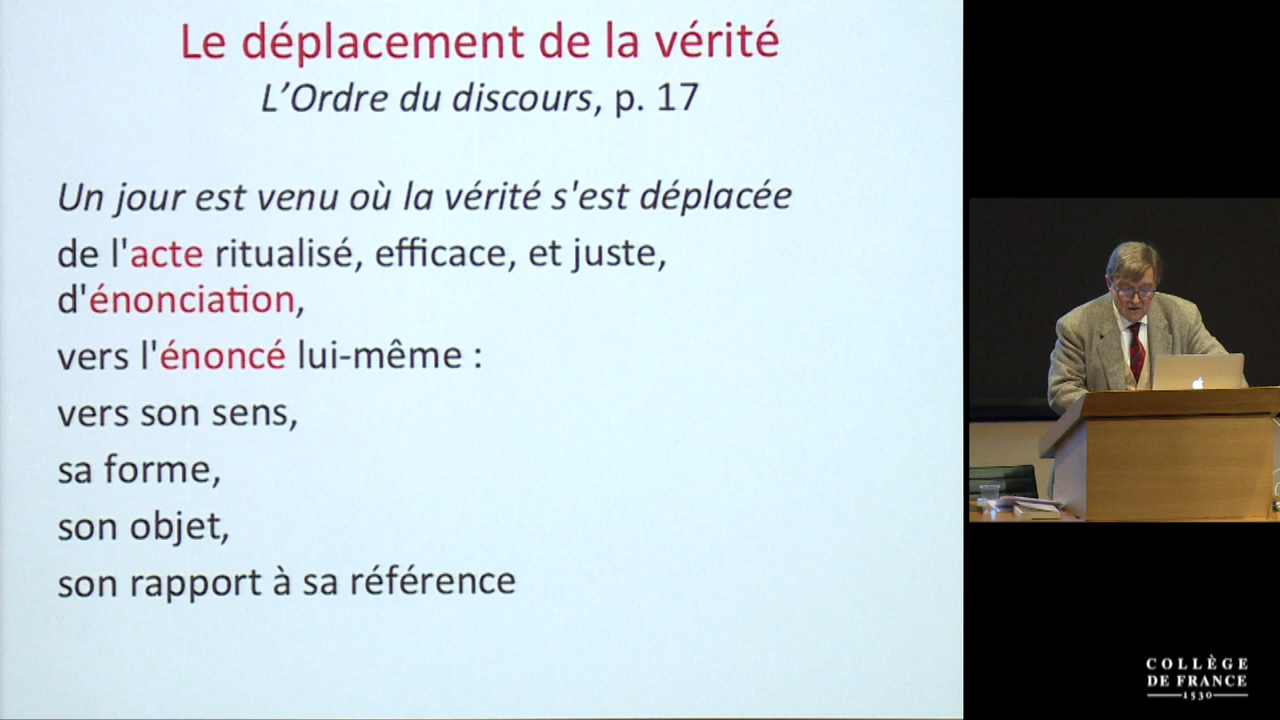 Le déplacement de la vérité
L’Ordre du discours, p. 17
Un jour est venu où la vérité s'est déplacée
de l'acte ritualisé, efficace, et juste,
d'énonciation,
vers l'énoncé lui-même :
vers son sens,
sa forme,
son objet,
son rapport à sa référence
COLLÈGE
DE FRANCE
1530